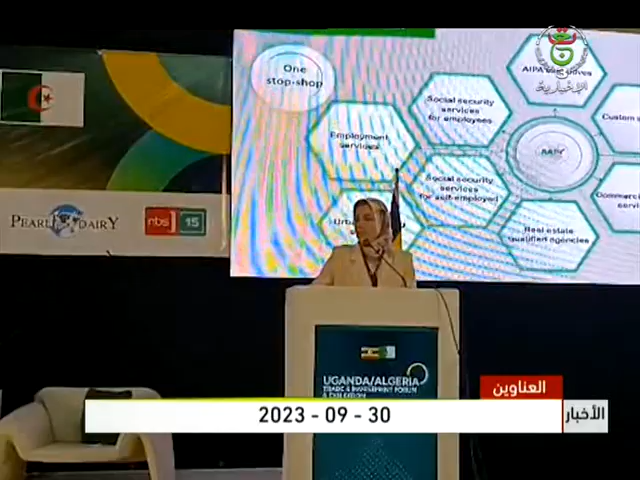 One
stop-shop
Employment
services
Social security
services
for employees
Social security
services
for self-employed
AAPI
Real estate
qualified agencies
الإخبارية
PEARL DAIRY
nbs
15
UGANDA/ALGERIA
TRADE & INVESTMENT FORUM
& EXHIBITION
العناوين
الأخبار
2023 - 09 - 30